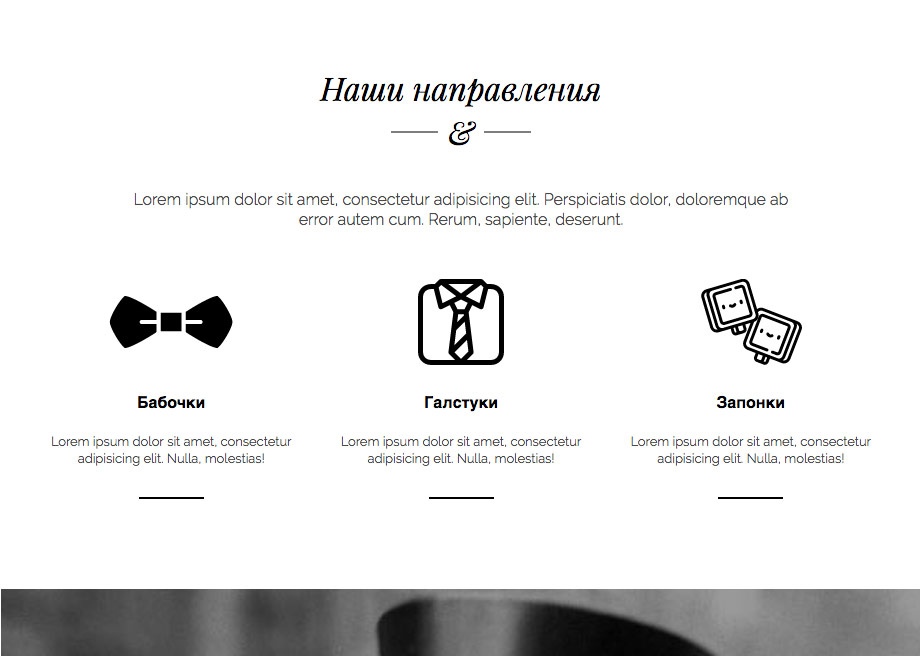 Наши направления
&
Lorem ipsum dolor sit amet, consectetur adipisicing elit. Perspiciatis dolor, doloremque ab
error autem cum. Rerum, sapiente, deserunt.
Бабочки
Lorem ipsum dolor sit amet, consectetur
adipisicing elit. Nulla, molestias!
Галстуки
Lorem ipsum dolor sit amet, consectetur
adipisicing elit. Nulla, molestias!
Запонки
Lorem ipsum dolor sit amet, consectetur
adipisicing elit. Nulla, molestias!